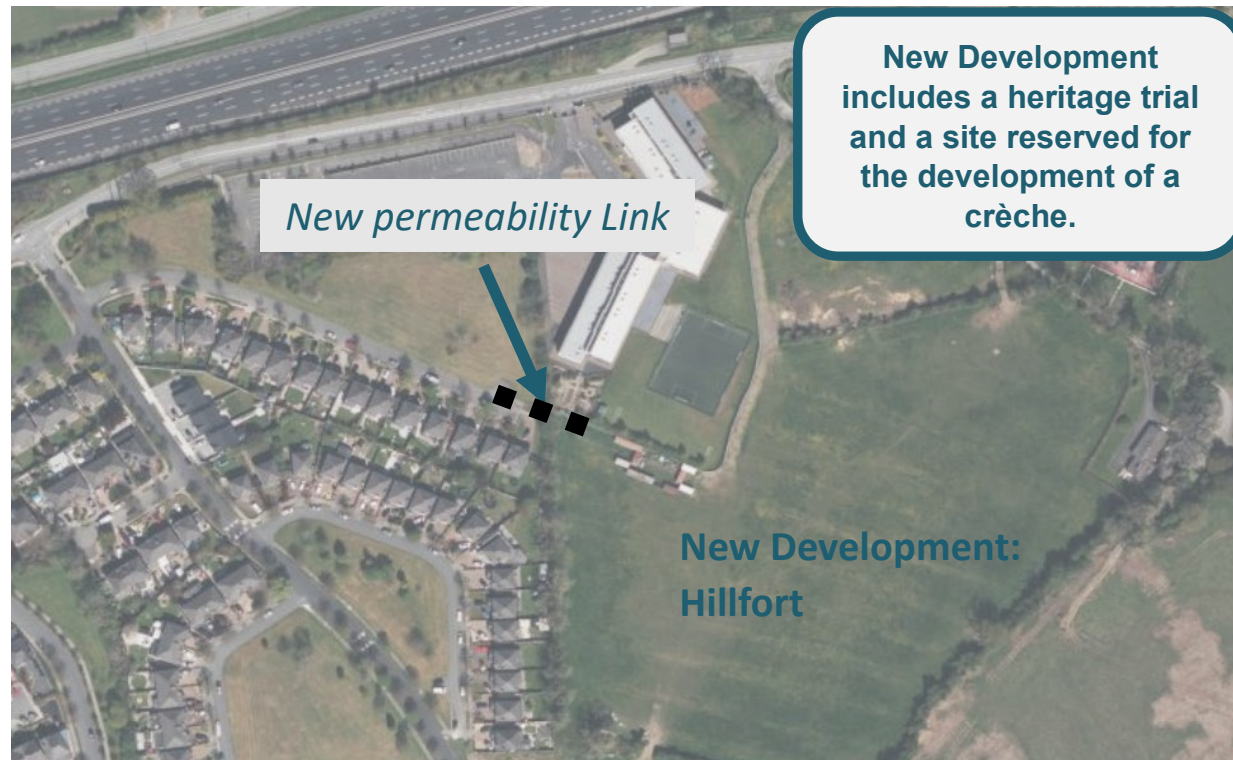 New Development
includes a heritage trial
and a site reserved for
the development of a
crèche.
New permeability Link
New Development:
Hillfort